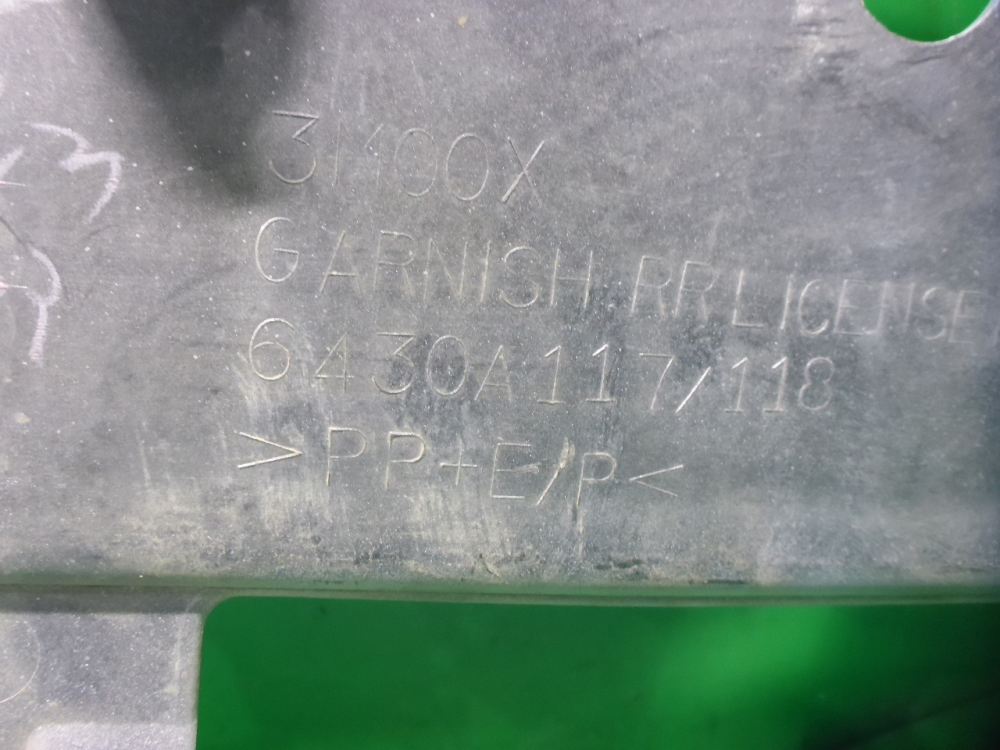 3K00X
GARNISH RR LICENSE
6430A117/118
>PP+E/P<